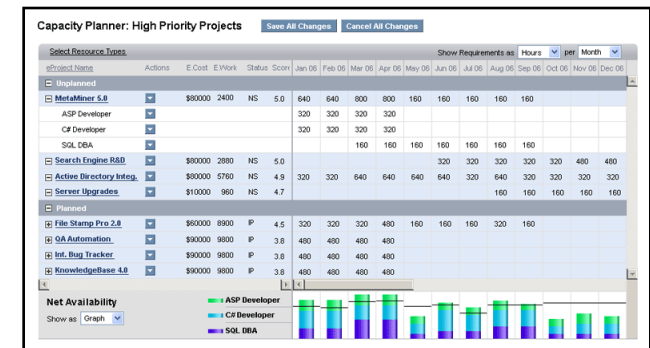 Capacity Planner: High Priority Projects Save All Changes Cancel All Changes
Select Resource Types Show Requirements as Hours per Month
eProject Name Actions E.Cost E.Work Status Score Jan 06 Feb 06 Mar 06 Apr 06 May 06 Jun 06 Jul 06 Aug 06 Sep 06 Oct 06 Nov 06 Dec 06
Unplanned
MetaMiner 5.0 $80000 2400 NS 5.0 640 640 800 800 160 160 160 160 160
ASP Developer 320 320 320 320
C# Developer 320 320 320 320
SQL DBA 160 160 160 160 160 160 160
Search Engine R&D $80000 2880 NS 5.0 320 320 320 320 320 480 480
Active Directory Integ. $80000 5760 NS 4.9 320 320 640 640 640 640 320 640 320 320 320 320
Server Upgrades $10000 960 NS 4.7 160 160 160 160 160
Planned
File Stamp Pro 2.0 $60000 8900 IP 4.5 320 320 320 480 160 160 160 320 160
QA Automation $90000 9800 IP 3.8 480 480 480 480
Int. Bug Tracker $90000 9800 IP 3.8 480 480 480 480
KnowledgeBase 4.0 $90000 9800 IP 3.8 480 480 480 480
Net Availability ASP Developer
Show as Graph C# Developer
SQL DBA